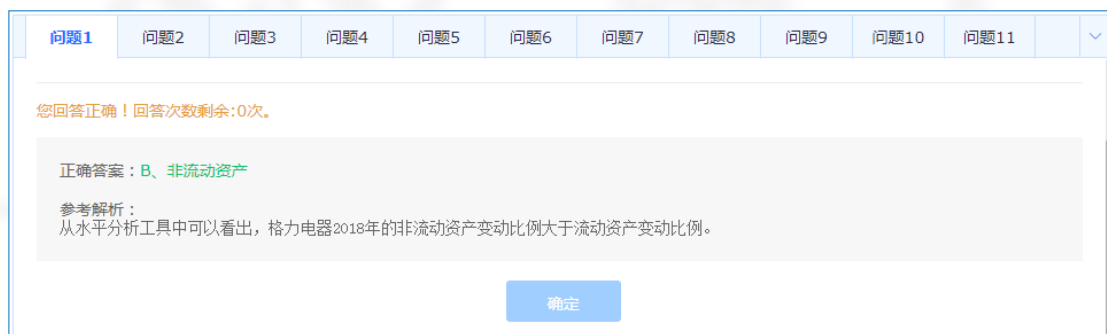 问题1 问题2 问题3 问题4 问题5 问题6 问题7 问题8 问题9 问题10 问题11
您回答正确！回答次数剩余:0次。
正确答案：B、非流动资产
参考解析：
从水平分析工具中可以看出，格力电器2018年的非流动资产变动比例大于流动资产变动比例。
确定